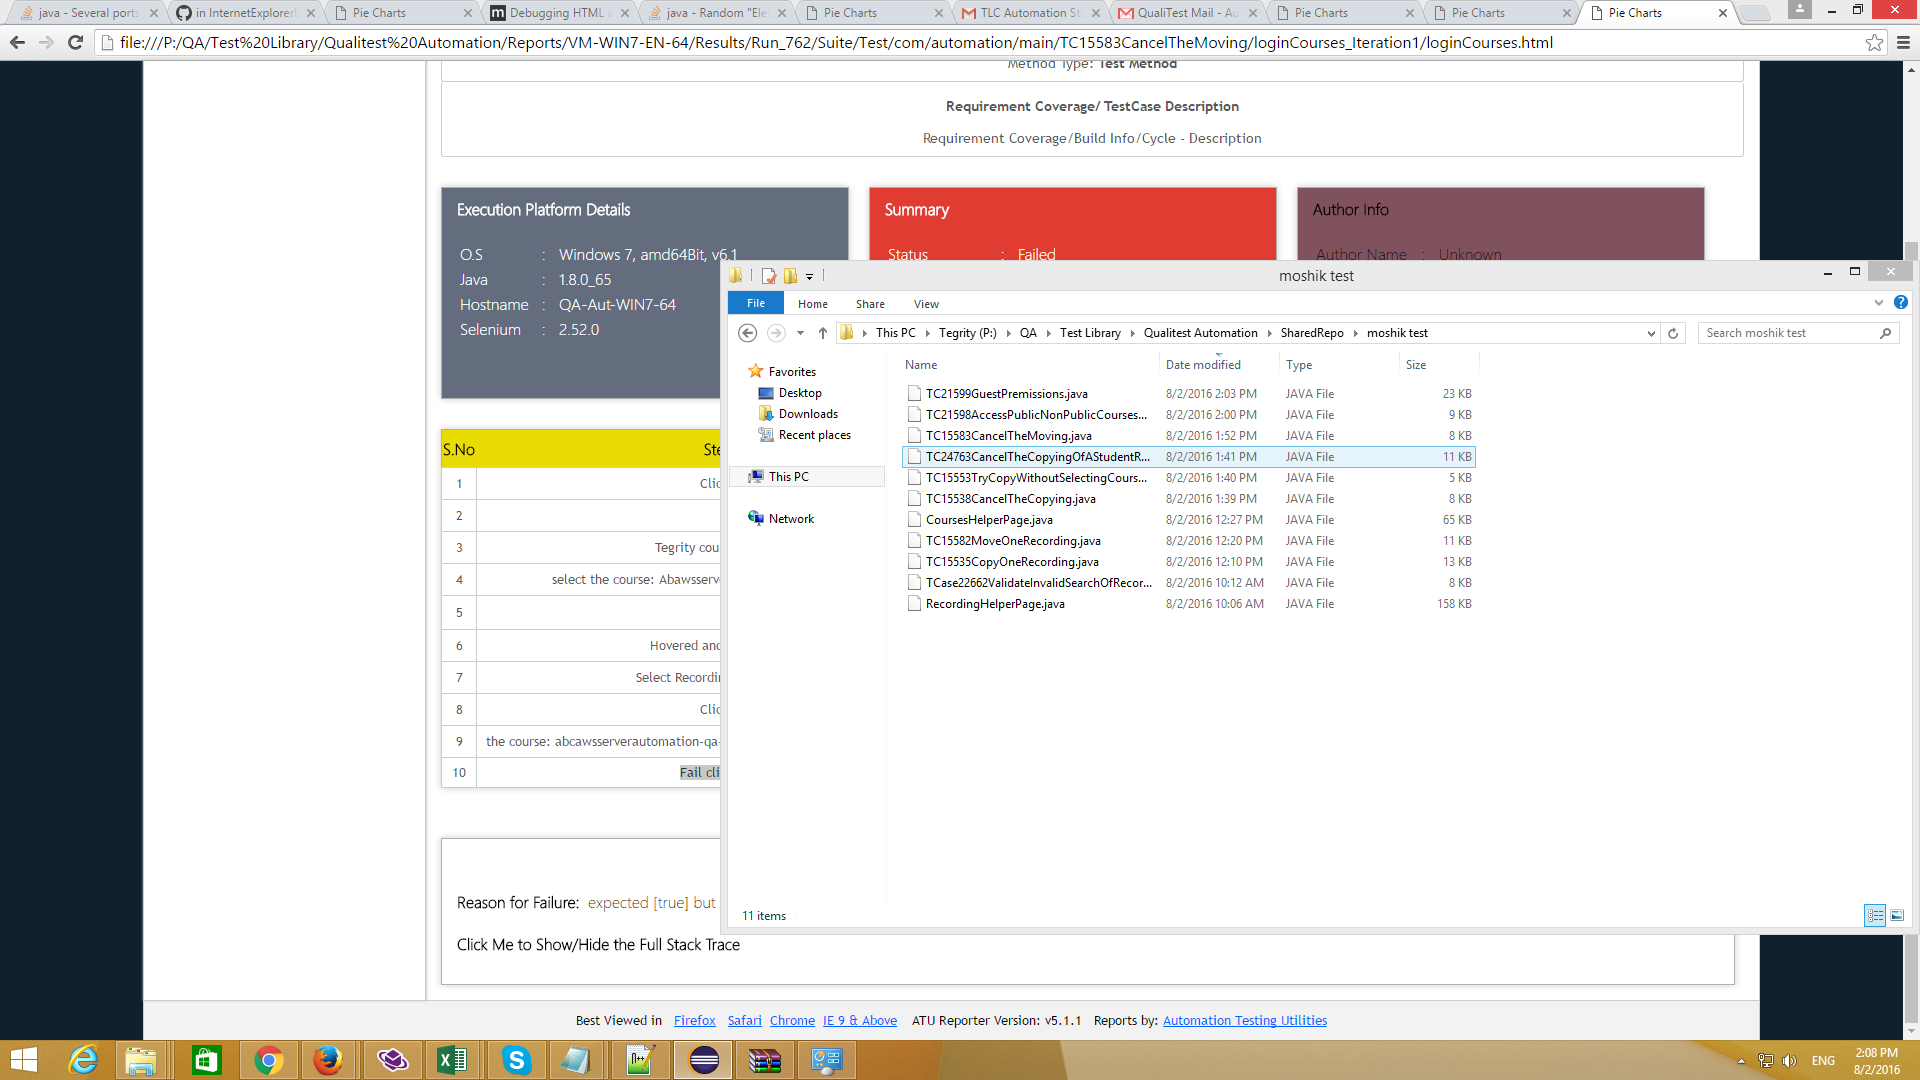 java - Several ports
in InternetExplorerD
Pie Charts
Debugging HTML a
java - Random "Ele
Pie Charts
TLC Automation St
QualiTest Mail - Au
Pie Charts
Pie Charts
Pie Charts
file:///P:/QA/Test%20Library/Qualitest%20Automation/Reports/VM-WIN7-EN-64/Results/Run_762/Suite/Test/com/automation/main/TC15583CancelTheMoving/loginCourses_Iteration1/loginCourses.html
Method Type: Test Method
Requirement Coverage/ TestCase Description
Requirement Coverage/Build Info/Cycle - Description
Execution Platform Details
O.S : Windows 7, amd64Bit, v6.1
Java : 1.8.0_65
Hostname : QA-Aut-WIN7-64
Selenium : 2.52.0
Summary
Status : Failed
Author Info
Author Name : Unknown
S.No Ste
1 Clic
2
3 Tegrity cou
4 select the course: Abawsserv
5
6 Hovered and
7 Select Recordin
8 Clic
9 the course: abcawsserverautomation-qa-
10 Fail cli
Reason for Failure: expected [true] but
Click Me to Show/Hide the Full Stack Trace
Best Viewed in Firefox Safari Chrome IE 9 & Above ATU Reporter Version: v5.1.1 Reports by: Automation Testing Utilities
moshik test
File Home Share View
This PC Tegrity (P:) QA Test Library Qualitest Automation SharedRepo moshik test
Search moshik test
Favorites
Desktop
Downloads
Recent places
This PC
Network
Name Date modified Type Size
TC21599GuestPremissions.java 8/2/2016 2:03 PM JAVA File 23 KB
TC21598AccessPublicNonPublicCourses... 8/2/2016 2:00 PM JAVA File 9 KB
TC15583CancelTheMoving.java 8/2/2016 1:52 PM JAVA File 8 KB
TC24763CancelTheCopyingOfAStudentR... 8/2/2016 1:41 PM JAVA File 11 KB
TC15553TryCopyWithoutSelectingCours... 8/2/2016 1:40 PM JAVA File 5 KB
TC15538CancelTheCopying.java 8/2/2016 1:39 PM JAVA File 8 KB
CoursesHelperPage.java 8/2/2016 12:27 PM JAVA File 65 KB
TC15582MoveOneRecording.java 8/2/2016 12:20 PM JAVA File 11 KB
TC15535CopyOneRecording.java 8/2/2016 12:10 PM JAVA File 13 KB
TCase22662ValidateInvalidSearchOfRecor... 8/2/2016 10:12 AM JAVA File 8 KB
RecordingHelperPage.java 8/2/2016 10:06 AM JAVA File 158 KB
11 items
ENG
2:08 PM
8/2/2016